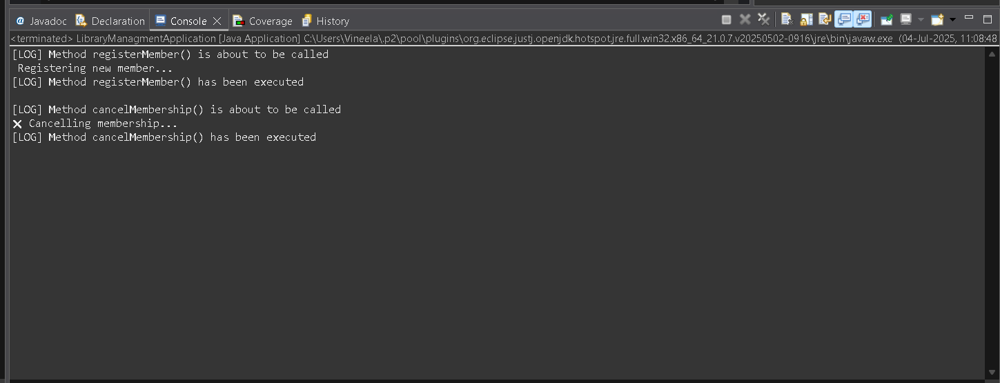 Javadoc Declaration Console Coverage History
<terminated> LibraryManagmentApplication [Java Application] C:\Users\Vineela\.p2\pool\plugins\org.eclipse.justj.openjdk.hotspot.jre.full.win32.x86_64_21.0.7.v20250502-0916\jre\bin\javaw.exe (04-Jul-2025, 11:08:48
[LOG] Method registerMember() is about to be called
Registering new member...
[LOG] Method registerMember() has been executed
[LOG] Method cancelMembership() is about to be called
❌ Cancelling membership...
[LOG] Method cancelMembership() has been executed